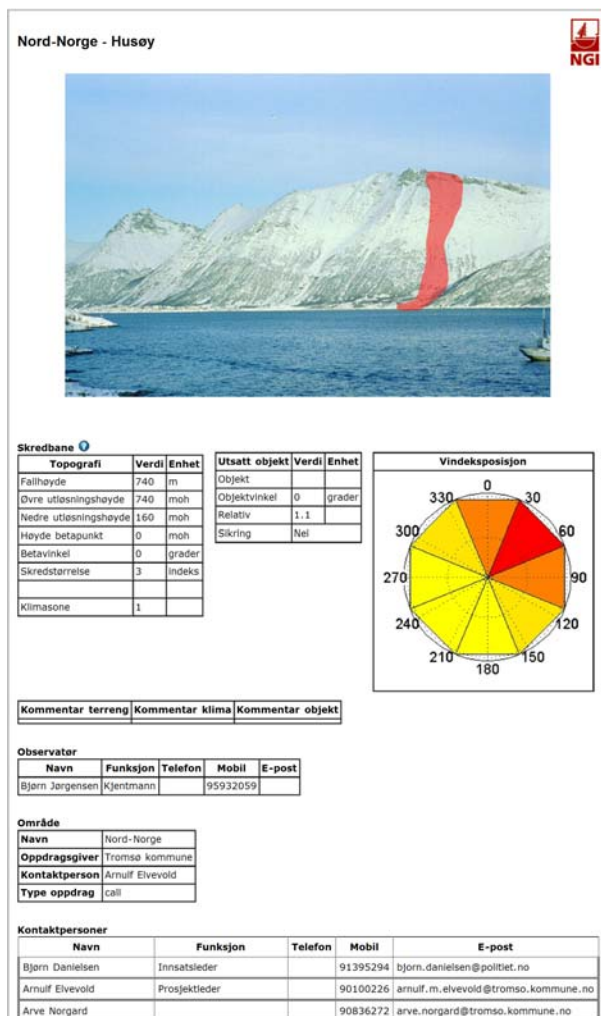 Nord-Norge - Husøy
NGI
Skredbane
Topografi Verdi Enhet
Fallhøyde 740 m
Øvre utløsningshøyde 740 moh
Nedre utløsningshøyde 160 moh
Høyde betapunkt 0 moh
Betavinkel 0 grader
Skredstørrelse 3 indeks
Klimasone 1
Utsatt objekt Verdi Enhet
Objekt
Objektvinkel 0 grader
Relativ 1.1
Sikring Nei
Vindeksposisjon
0
30
60
90
120
150
180
210
240
270
300
330
Kommentar terreng Kommentar klima Kommentar objekt
Observatør
Navn Funksjon Telefon Mobil E-post
Bjørn Jørgensen Kjentmann 95932059
Område
Navn Nord-Norge
Oppdragsgiver Tromsø kommune
Kontaktperson Arnulf Elvevold
Type oppdrag call
Kontaktpersoner
Navn Funksjon Telefon Mobil E-post
Bjørn Danielsen Innsatsleder 91395294 bjorn.danielsen@politiet.no
Arnulf Elvevold Prosjektleder 90100226 arnulf.m.elvevold@tromso.kommune.no
Arve Norgard 90836272 arve.norgard@tromso.kommune.no